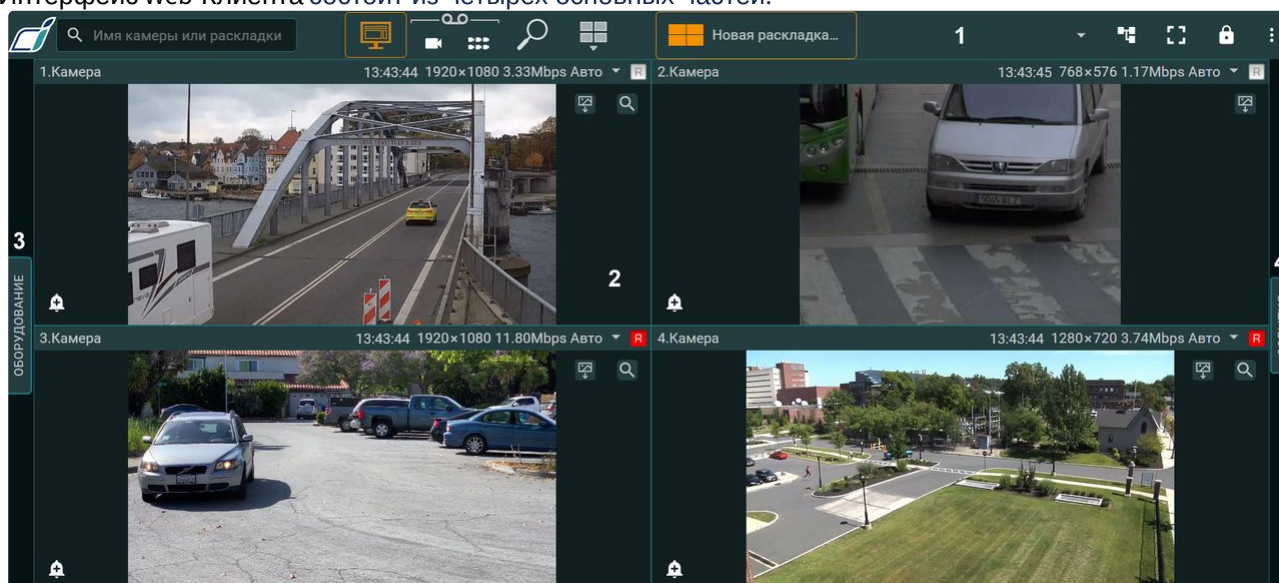 Интерфейс Web-Клиента состоит из четырех основных частей.
Имя камеры или раскладки
Новая раскладка...
1
1.Камера 13:43:44 1920×1080 3.33Mbps Авто R
2.Камера 13:43:45 768×576 1.17Mbps Авто R
3
ОБОРУДОВАНИЕ
2
4
3.Камера 13:43:44 1920×1080 11.80Mbps Авто R
4.Камера 13:43:44 1280×720 3.74Mbps Авто R